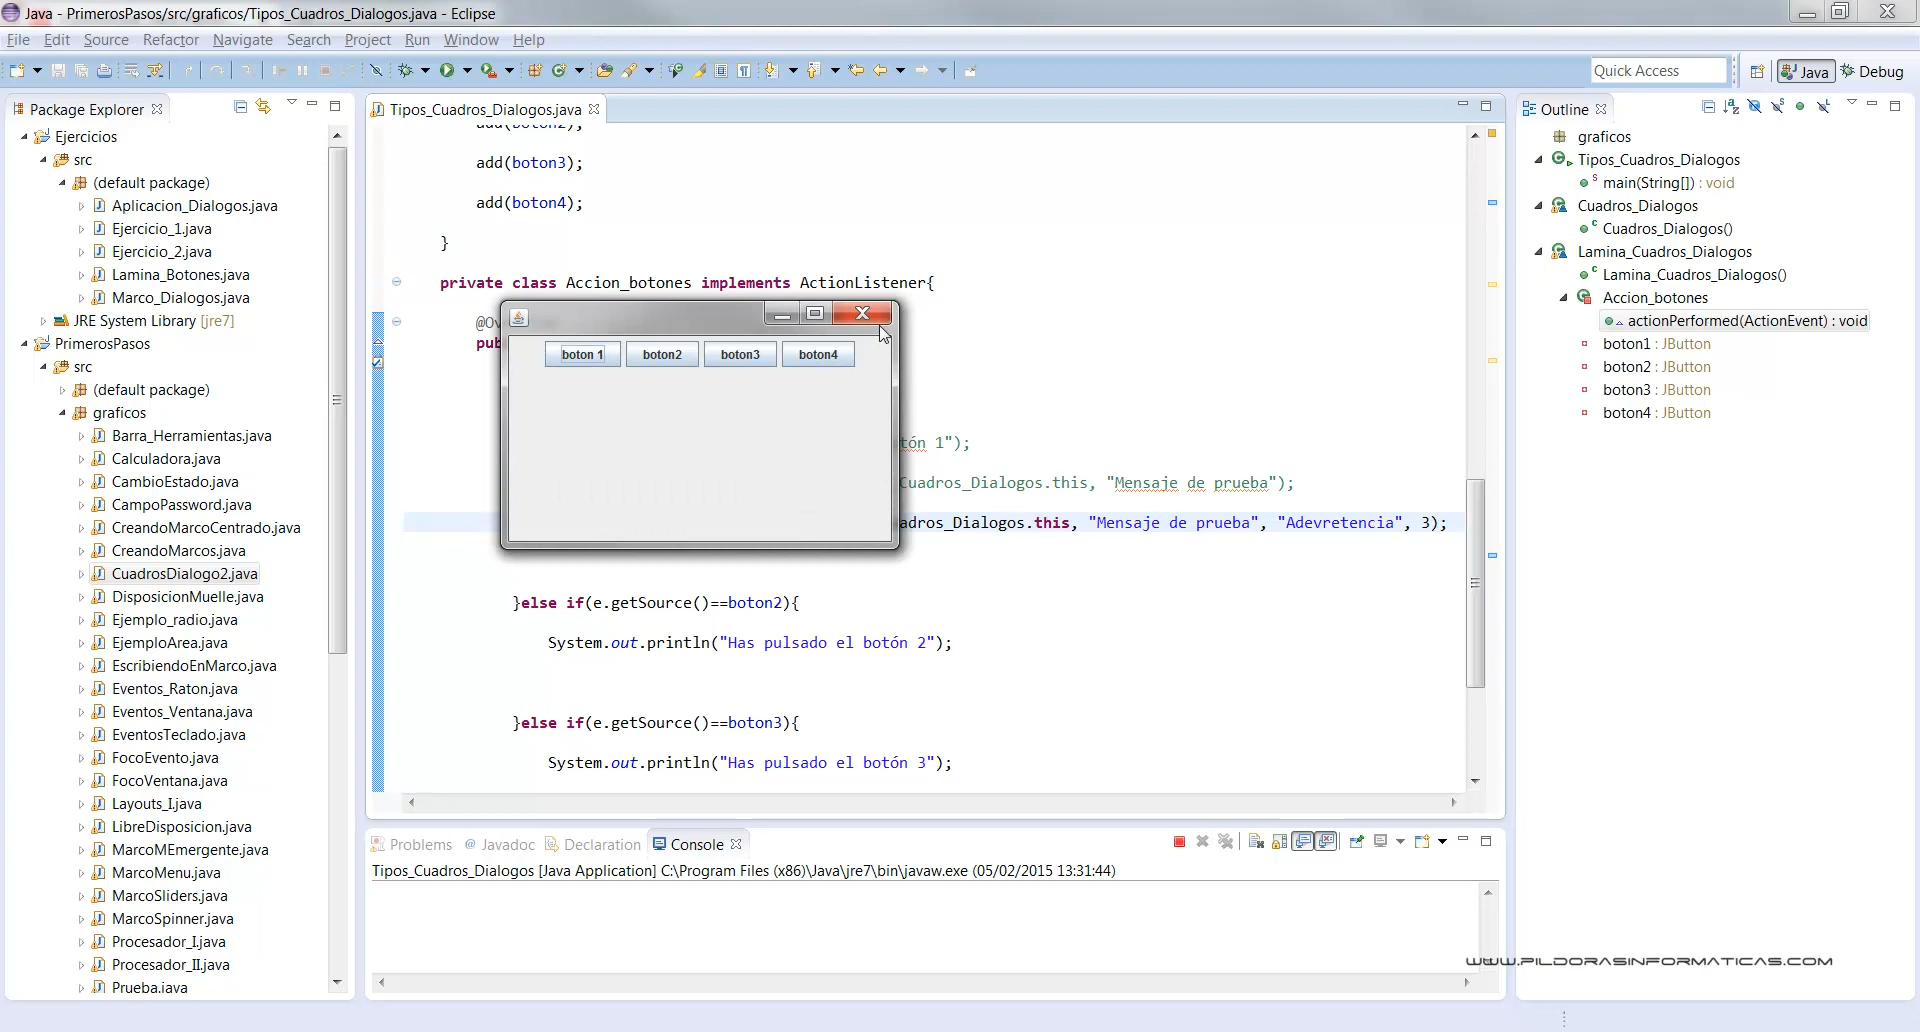 Java - PrimerosPasos/src/graficos/Tipos_Cuadros_Dialogos.java - Eclipse
File Edit Source Refactor Navigate Search Project Run Window Help
Quick Access
Java
Debug
Package Explorer
Ejercicios
src
(default package)
Aplicacion_Dialogos.java
Ejercicio_1.java
Ejercicio_2.java
Lamina_Botones.java
Marco_Dialogos.java
JRE System Library [jre7]
PrimerosPasos
src
(default package)
graficos
Barra_Herramientas.java
Calculadora.java
CambioEstado.java
CampoPassword.java
CreandoMarcoCentrado.java
CreandoMarcos.java
CuadrosDialogo2.java
DisposicionMuelle.java
Ejemplo_radio.java
EjemploArea.java
EscribiendoEnMarco.java
Eventos_Raton.java
Eventos_Ventana.java
EventosTeclado.java
FocoEvento.java
FocoVentana.java
Layouts_I.java
LibreDisposicion.java
MarcoMEmergente.java
MarcoMenu.java
MarcoSliders.java
MarcoSpinner.java
Procesador_I.java
Procesador_II.java
Prueba.java
Tipos_Cuadros_Dialogos.java
add(boton2);
add(boton3);
add(boton4);
}
private class Accion_botones implements ActionListener{
@Ov
pub
boton 1 boton2 boton3 boton4
tón 1");
Cuadros_Dialogos.this, "Mensaje de prueba");
adros_Dialogos.this, "Mensaje de prueba", "Adevretencia", 3);
}else if(e.getSource()==boton2){
System.out.println("Has pulsado el botón 2");
}else if(e.getSource()==boton3){
System.out.println("Has pulsado el botón 3");
Problems @ Javadoc Declaration Console
Tipos_Cuadros_Dialogos [Java Application] C:\Program Files (x86)\Java\jre7\bin\javaw.exe (05/02/2015 13:31:44)
Outline
graficos
Tipos_Cuadros_Dialogos
main(String[]) : void
Cuadros_Dialogos
Cuadros_Dialogos()
Lamina_Cuadros_Dialogos
Lamina_Cuadros_Dialogos()
Accion_botones
actionPerformed(ActionEvent) : void
boton1 : JButton
boton2 : JButton
boton3 : JButton
boton4 : JButton
WWW.PILDORASINFORMATICAS.COM